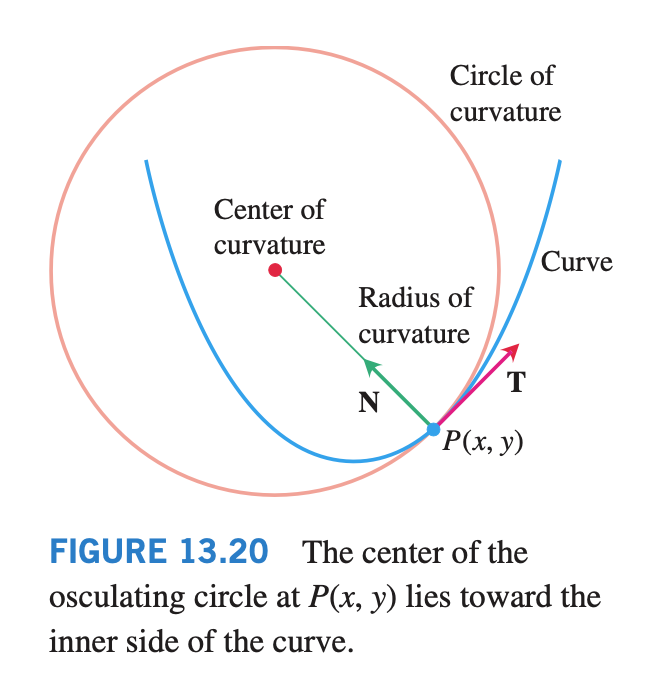 Circle of
curvature
Center of
curvature
Curve
Radius of
curvature
T
N
P(x, y)
FIGURE 13.20 The center of the
osculating circle at P(x, y) lies toward the
inner side of the curve.